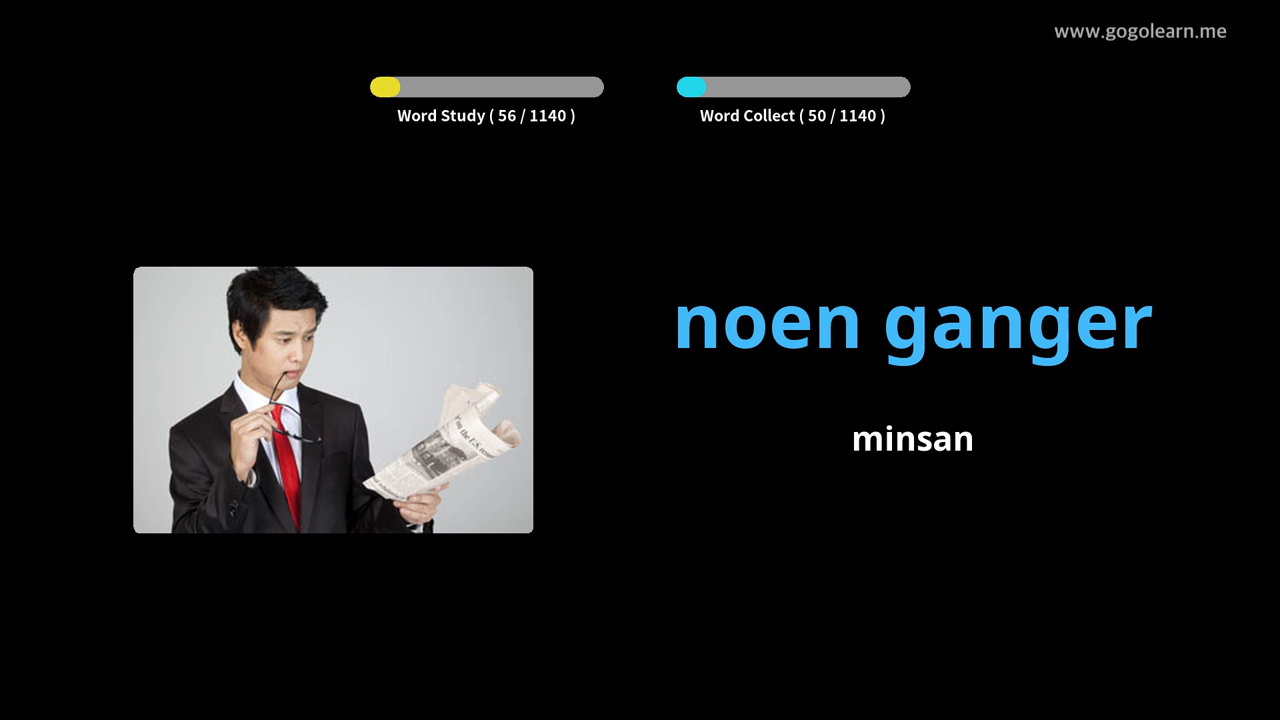 www.gogolearn.me
Word Study ( 56 / 1140 )
Word Collect ( 50 / 1140 )
noen ganger
minsan